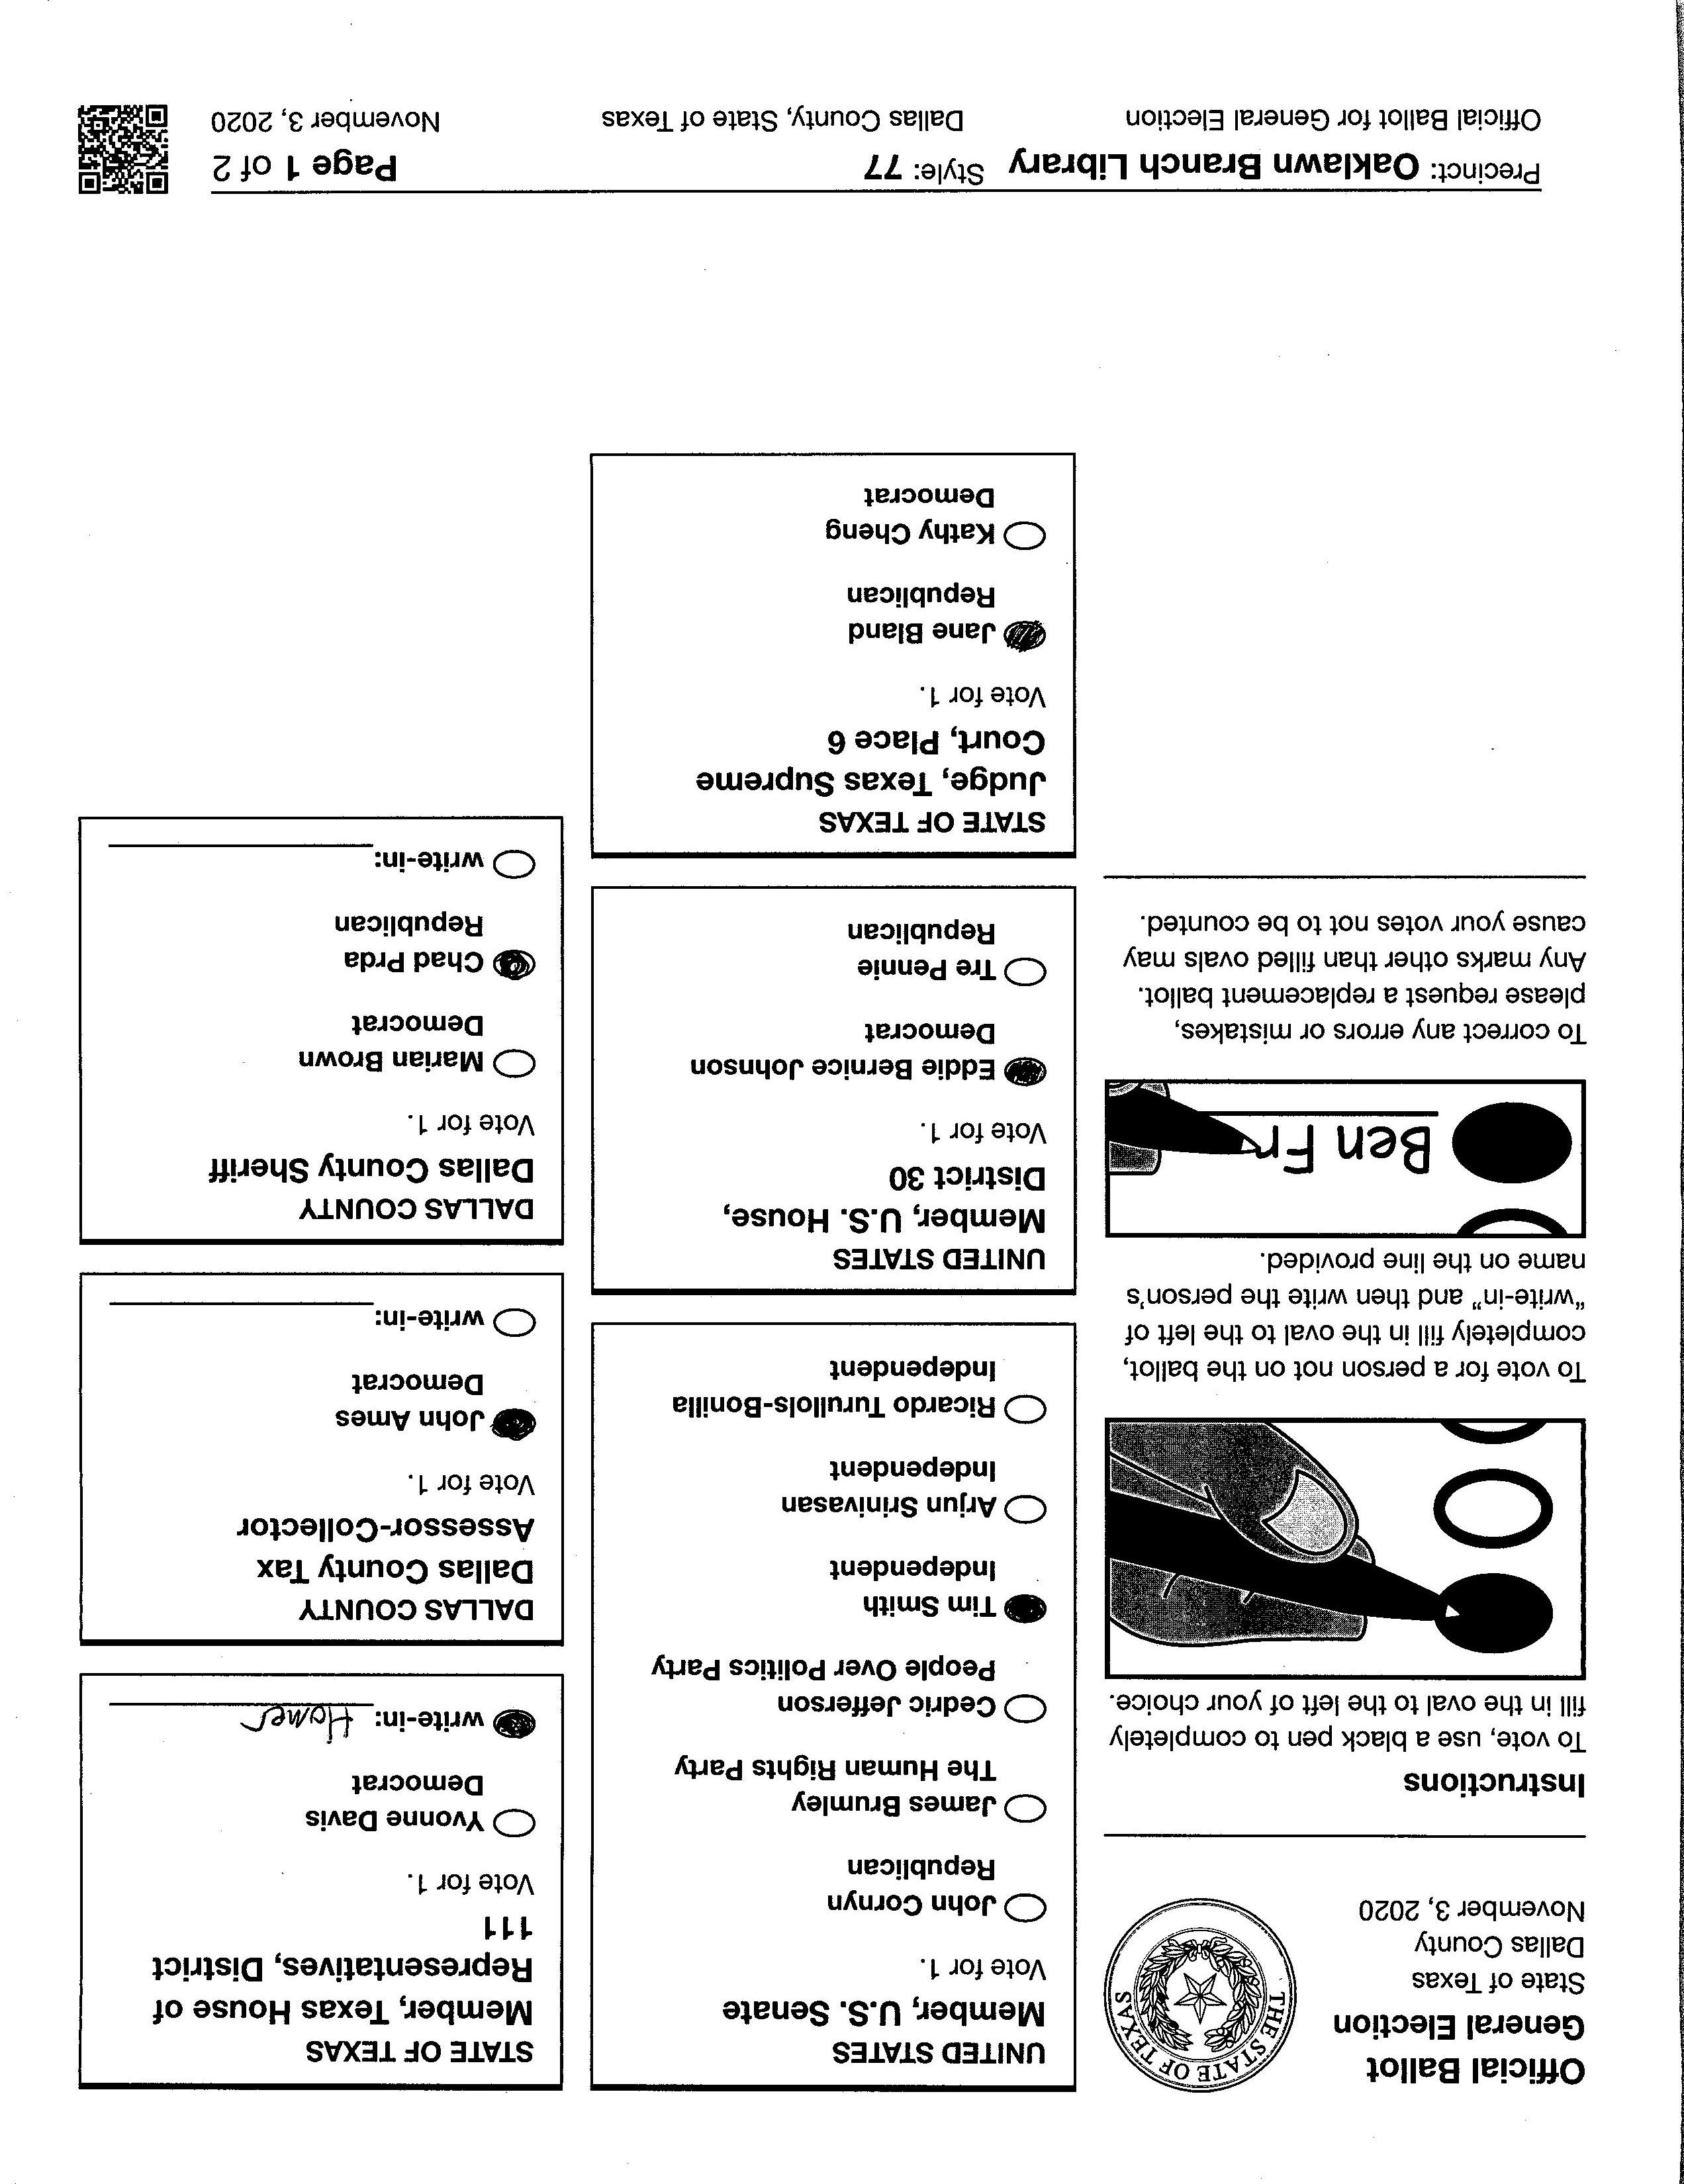 Official Ballot
General Election
State of Texas
Dallas County
November 3, 2020
THE STATE OF TEXAS
Instructions
To vote, use a black pen to completely
fill in the oval to the left of your choice.
To vote for a person not on the ballot,
completely fill in the oval to the left of
“write-in” and then write the person’s
name on the line provided.
Ben Fr
To correct any errors or mistakes,
please request a replacement ballot.
Any marks other than filled ovals may
cause your votes not to be counted.
UNITED STATES
Member, U.S. Senate
Vote for 1.
John Cornyn
Republican
James Brumley
The Human Rights Party
Cedric Jefferson
People Over Politics Party
Tim Smith
Independent
Arjun Srinivasan
Independent
Ricardo Turullols-Bonilla
Independent
UNITED STATES
Member, U.S. House,
District 30
Vote for 1.
Eddie Bernice Johnson
Democrat
Tre Pennie
Republican
STATE OF TEXAS
Judge, Texas Supreme
Court, Place 6
Vote for 1.
Jane Bland
Republican
Kathy Cheng
Democrat
STATE OF TEXAS
Member, Texas House of
Representatives, District
111
Vote for 1.
Yvonne Davis
Democrat
write-in: Homer
DALLAS COUNTY
Dallas County Tax
Assessor-Collector
Vote for 1.
John Ames
Democrat
write-in:
DALLAS COUNTY
Dallas County Sheriff
Vote for 1.
Marian Brown
Democrat
Chad Prda
Republican
write-in:
Precinct: Oaklawn Branch Library Style: 77 Page 1 of 2
Official Ballot for General Election Dallas County, State of Texas November 3, 2020